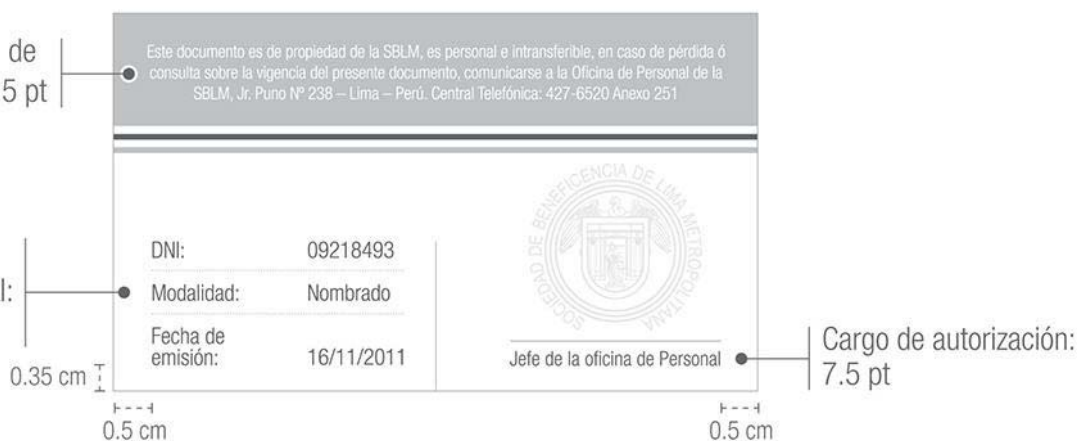 de
5 pt
Este documento es de propiedad de la SBLM, es personal e intransferible, en caso de pérdida ó
consulta sobre la vigencia del presente documento, comunicarse a la Oficina de Personal de la
SBLM, Jr. Puno Nº 238 – Lima – Perú. Central Telefónica: 427-6520 Anexo 251
SOCIEDAD DE BENEFICENCIA DE LIMA METROPOLITANA
DNI: 09218493
l:
Modalidad: Nombrado
Fecha de
emisión: 16/11/2011
Jefe de la oficina de Personal
Cargo de autorización:
7.5 pt
0.35 cm
0.5 cm
0.5 cm